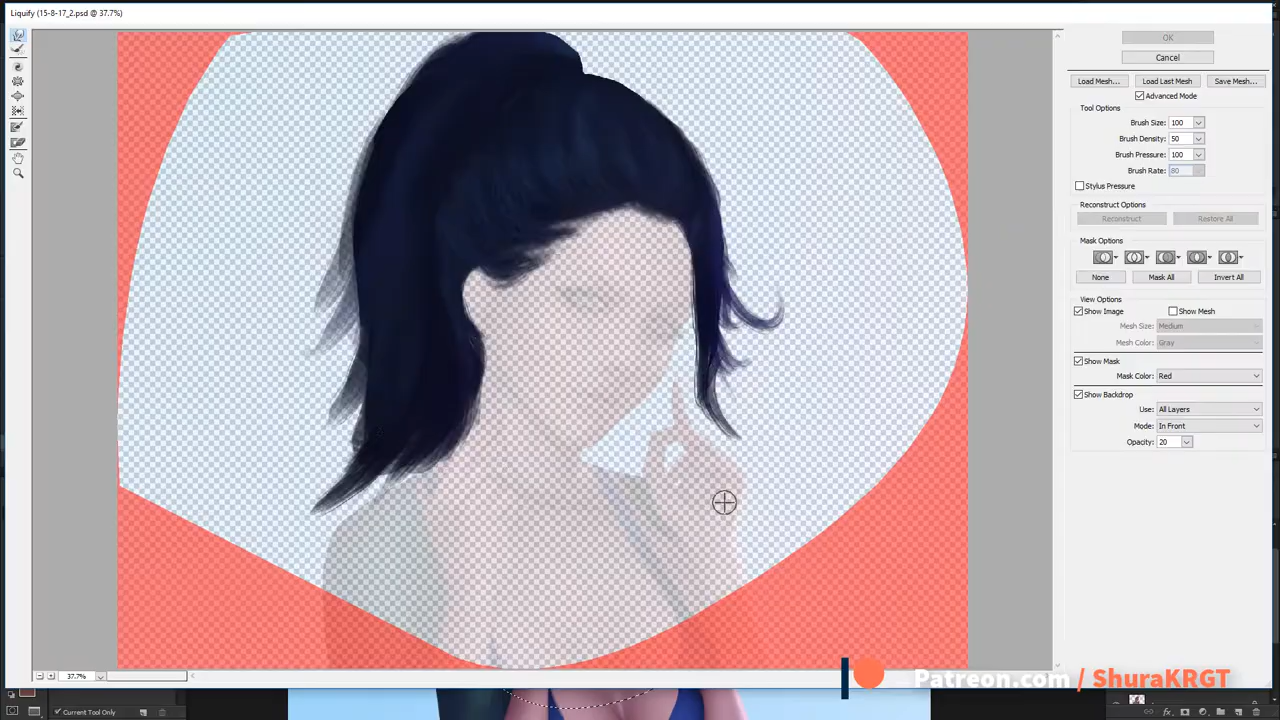 Liquify (15-8-17_2.psd @ 37.7%)
OK
Cancel
Load Mesh... Load Last Mesh Save Mesh...
Advanced Mode
Tool Options
Brush Size: 100
Brush Density: 50
Brush Pressure: 100
Brush Rate: 80
Stylus Pressure
Reconstruct Options
Reconstruct Restore All
Mask Options
None Mask All Invert All
View Options
Show Image Show Mesh
Mesh Size: Medium
Mesh Color: Gray
Show Mask
Mask Color: Red
Show Backdrop
Use: All Layers
Mode: In Front
Opacity: 20
37.7%
Patreon.com / ShuraKRGT
Current Tool Only
fx